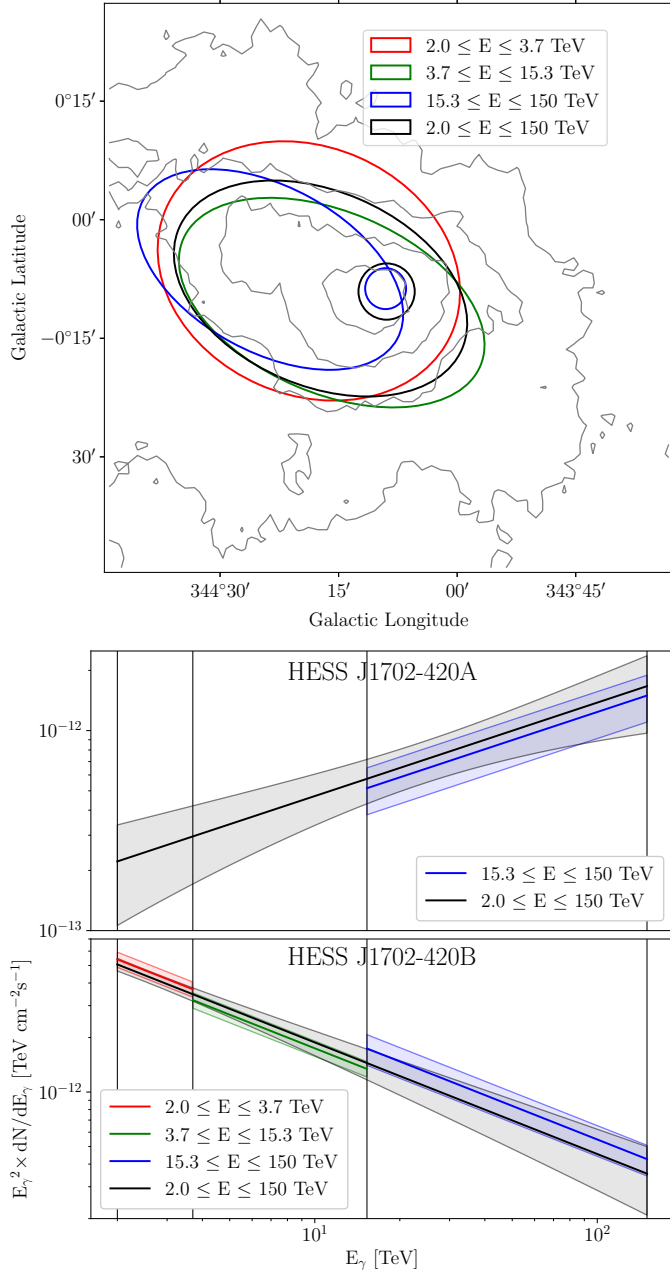 2.0 ≤ E ≤ 3.7 TeV
3.7 ≤ E ≤ 15.3 TeV
15.3 ≤ E ≤ 150 TeV
2.0 ≤ E ≤ 150 TeV
0°15′
00′
−0°15′
30′
Galactic Latitude
344°30′ 15′ 00′ 343°45′
Galactic Longitude
HESS J1702-420A
10⁻¹²
10⁻¹³
15.3 ≤ E ≤ 150 TeV
2.0 ≤ E ≤ 150 TeV
HESS J1702-420B
10⁻¹²
E_γ² × dN/dE_γ [TeV cm⁻²s⁻¹]
2.0 ≤ E ≤ 3.7 TeV
3.7 ≤ E ≤ 15.3 TeV
15.3 ≤ E ≤ 150 TeV
2.0 ≤ E ≤ 150 TeV
10¹ 10²
E_γ [TeV]